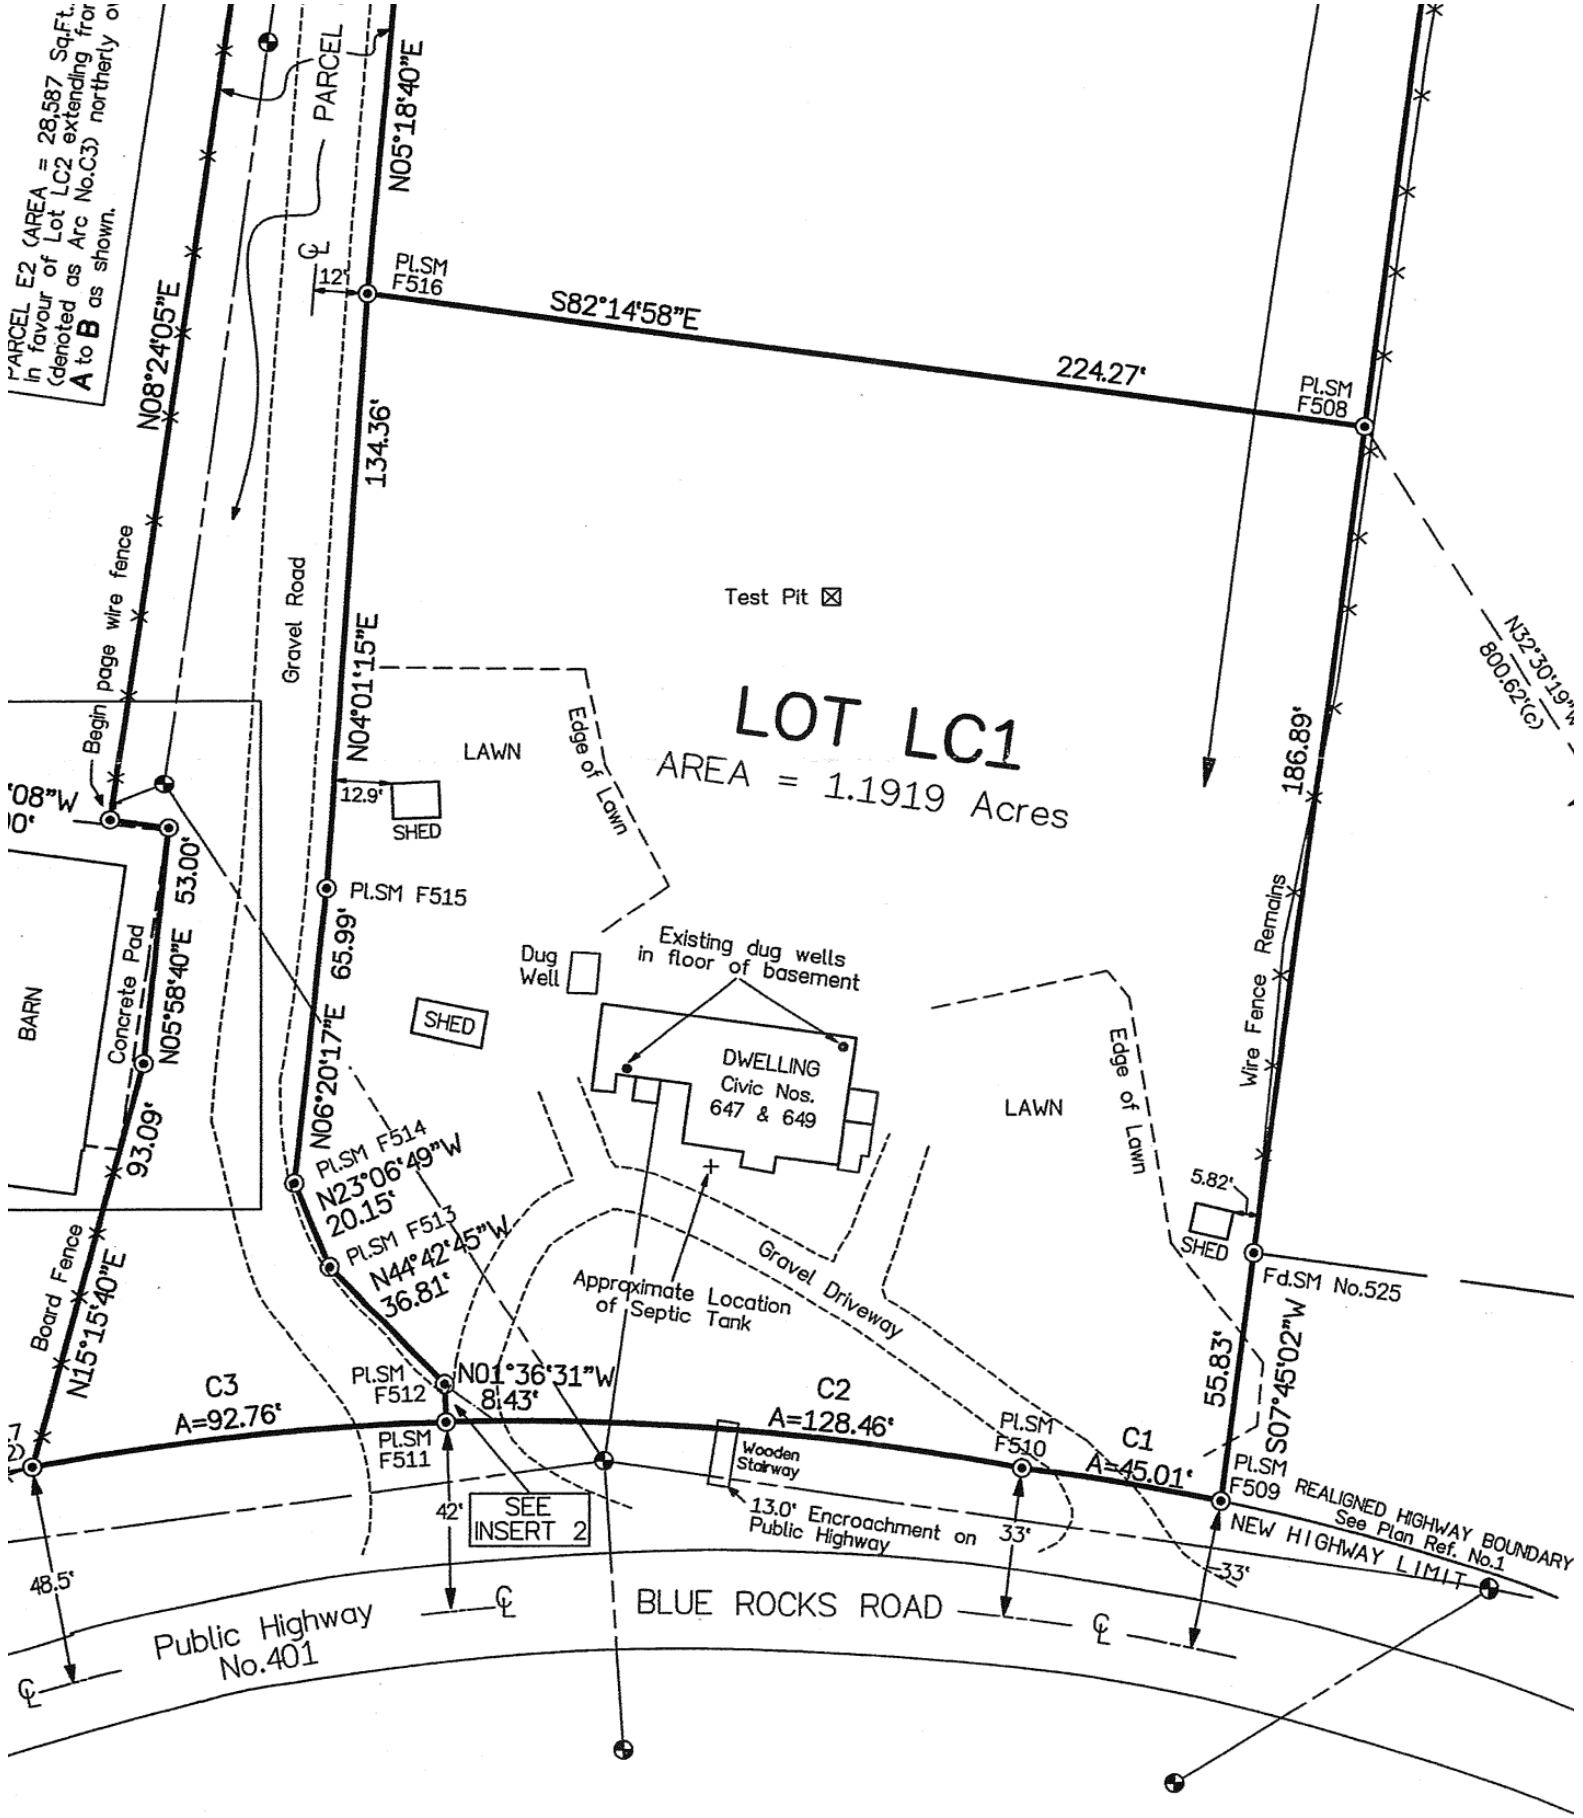 PARCEL E2 (AREA = 28,587 Sq.Ft.
in favour of Lot LC2 extending from
(denoted as Arc No.C3) northerly
A to B as shown.
PARCEL
N05°18'40"E
N08°24'05"E
C̲L
12'
Pl.SM
F516
S82°14'58"E
224.27'
Pl.SM
F508
134.36'
N04°01'15"E
Gravel Road
Begin page wire fence
Test Pit
LOT LC1
AREA = 1.1919 Acres
N32°30'19"W
800.62'(c)
186.89'
LAWN
Edge of Lawn
12.9'
SHED
'08"W
0'
53.00'
N05°58'40"E
Concrete Pad
BARN
93.09'
Pl.SM F515
65.99'
N06°20'17"E
Dug
Well
SHED
Existing dug wells
in floor of basement
DWELLING
Civic Nos.
647 & 649
LAWN
Edge of Lawn
Wire Fence Remains
5.82'
SHED
Fd.SM No.525
55.83'
S07°45'02"W
Pl.SM F514
N23°06'49"W
20.15'
Pl.SM F513
N44°42'45"W
36.81'
Approximate Location
of Septic Tank
Gravel Driveway
Board Fence
N15°15'40"E
C3
A=92.76'
Pl.SM
F512
N01°36'31"W
8.43'
Pl.SM
F511
C2
A=128.46'
Pl.SM
F510
C1
A=45.01'
Pl.SM
F509
Wooden
Stairway
13.0' Encroachment on
Public Highway
SEE
INSERT 2
42'
33'
33'
48.5'
REALIGNED HIGHWAY BOUNDARY
See Plan Ref. No.1
NEW HIGHWAY LIMIT
BLUE ROCKS ROAD
Public Highway
No.401